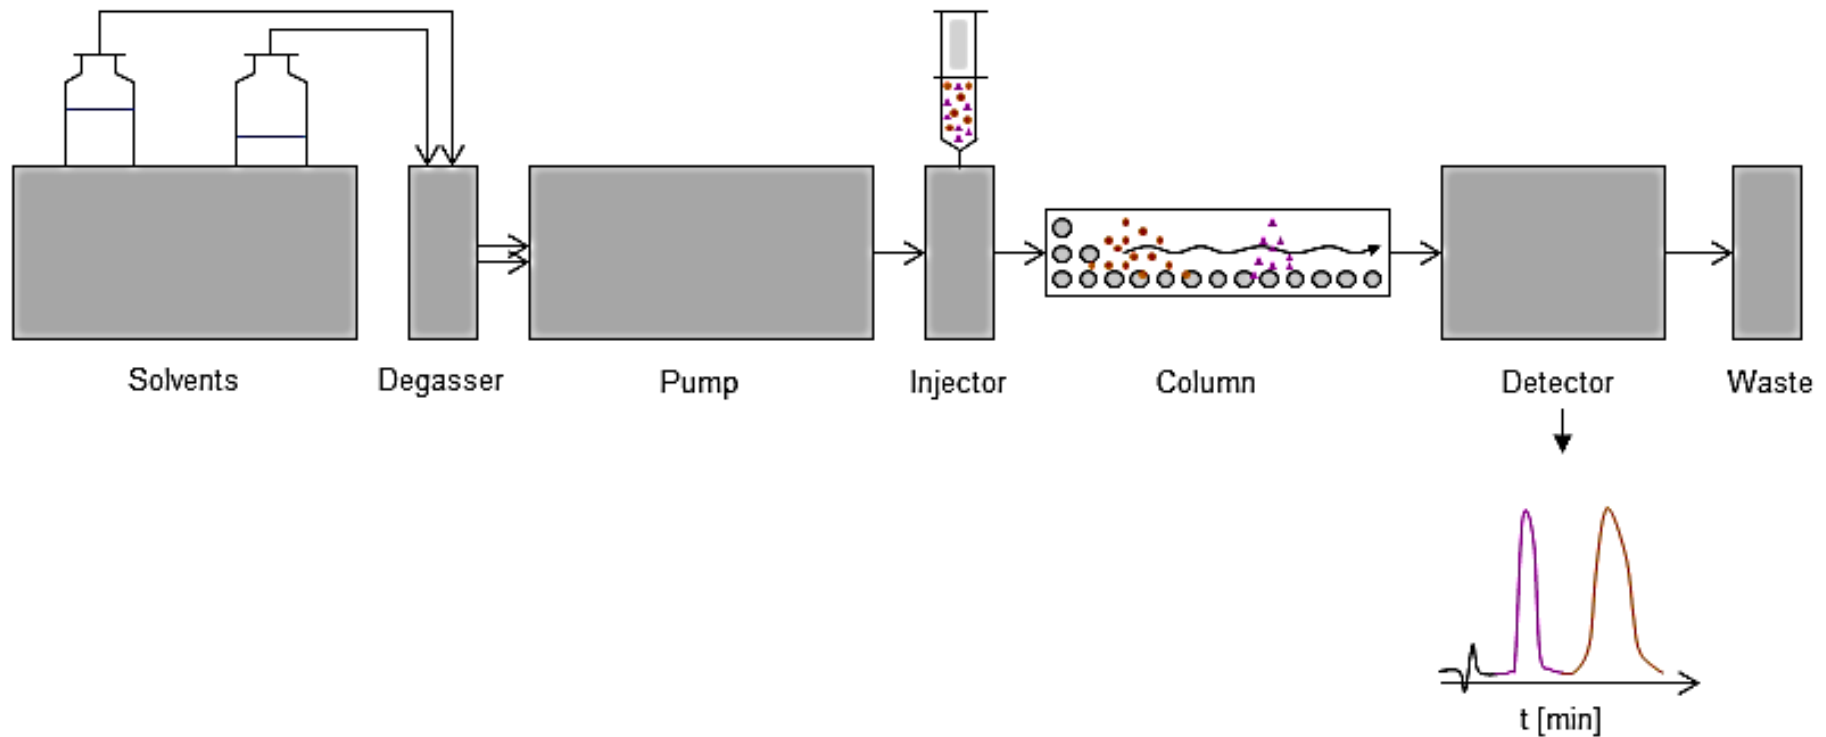 Solvents
Degasser
Pump
Injector
Column
Detector
Waste
t [min]